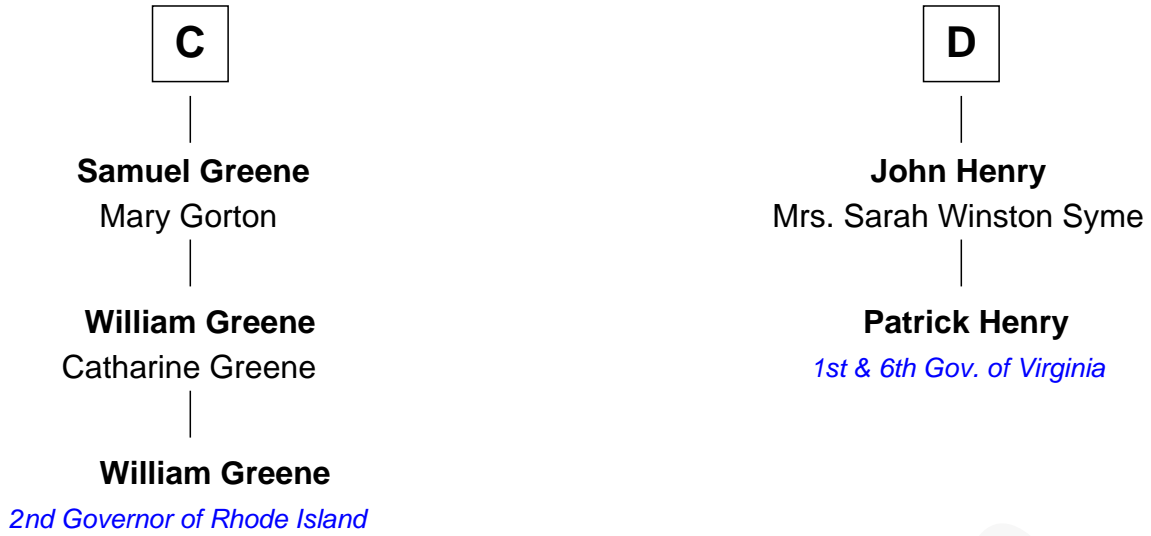 C
Samuel Greene
Mary Gorton
William Greene
Catharine Greene
William Greene
2nd Governor of Rhode Island
D
John Henry
Mrs. Sarah Winston Syme
Patrick Henry
1st & 6th Gov. of Virginia